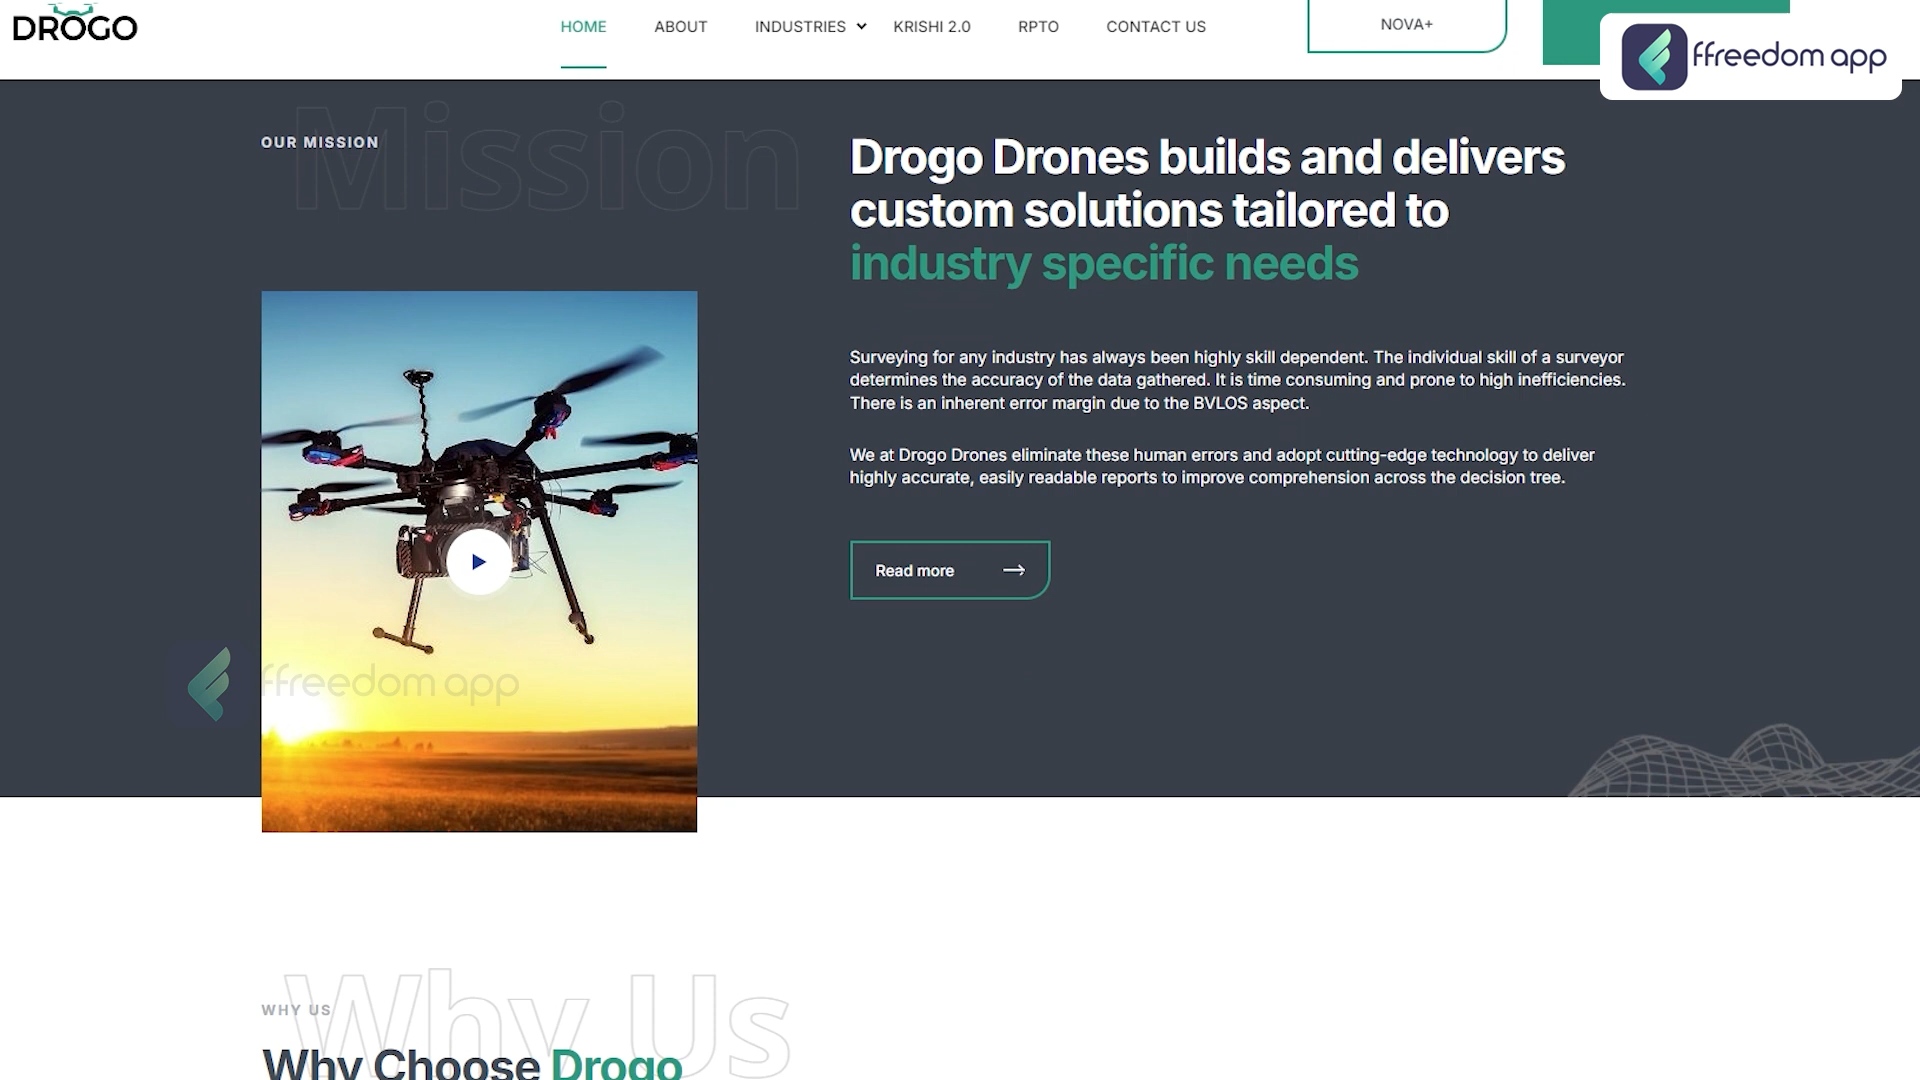 DROGO
HOME
ABOUT
INDUSTRIES
KRISHI 2.0
RPTO
CONTACT US
NOVA+
ffreedom app
Mission
OUR MISSION
Drogo Drones builds and delivers
custom solutions tailored to
industry specific needs
Surveying for any industry has always been highly skill dependent. The individual skill of a surveyor
determines the accuracy of the data gathered. It is time consuming and prone to high inefficiencies.
There is an inherent error margin due to the BVLOS aspect.
We at Drogo Drones eliminate these human errors and adopt cutting-edge technology to deliver
highly accurate, easily readable reports to improve comprehension across the decision tree.
Read more
ffreedom app
Why Us
WHY US
Why Choose Drogo